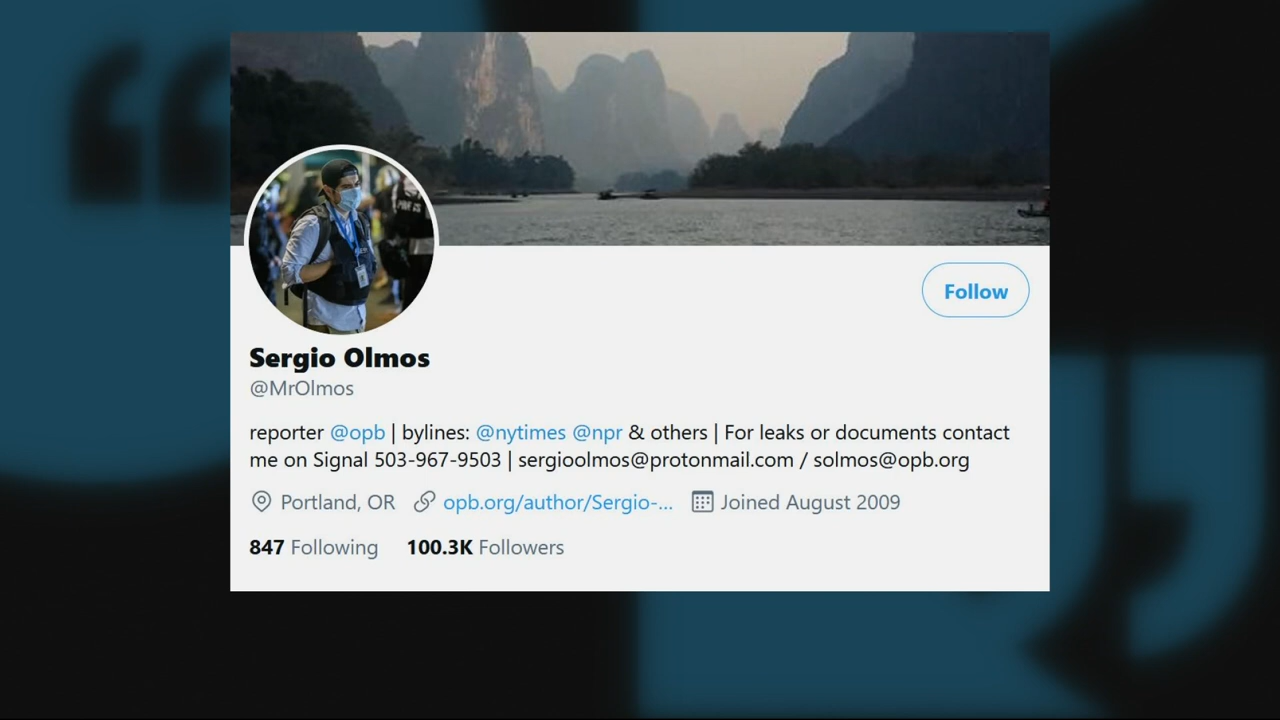 Follow
Sergio Olmos
@MrOlmos
reporter @opb | bylines: @nytimes @npr & others | For leaks or documents contact
me on Signal 503-967-9503 | sergioolmos@protonmail.com / solmos@opb.org
Portland, OR opb.org/author/Sergio-... Joined August 2009
847 Following 100.3K Followers